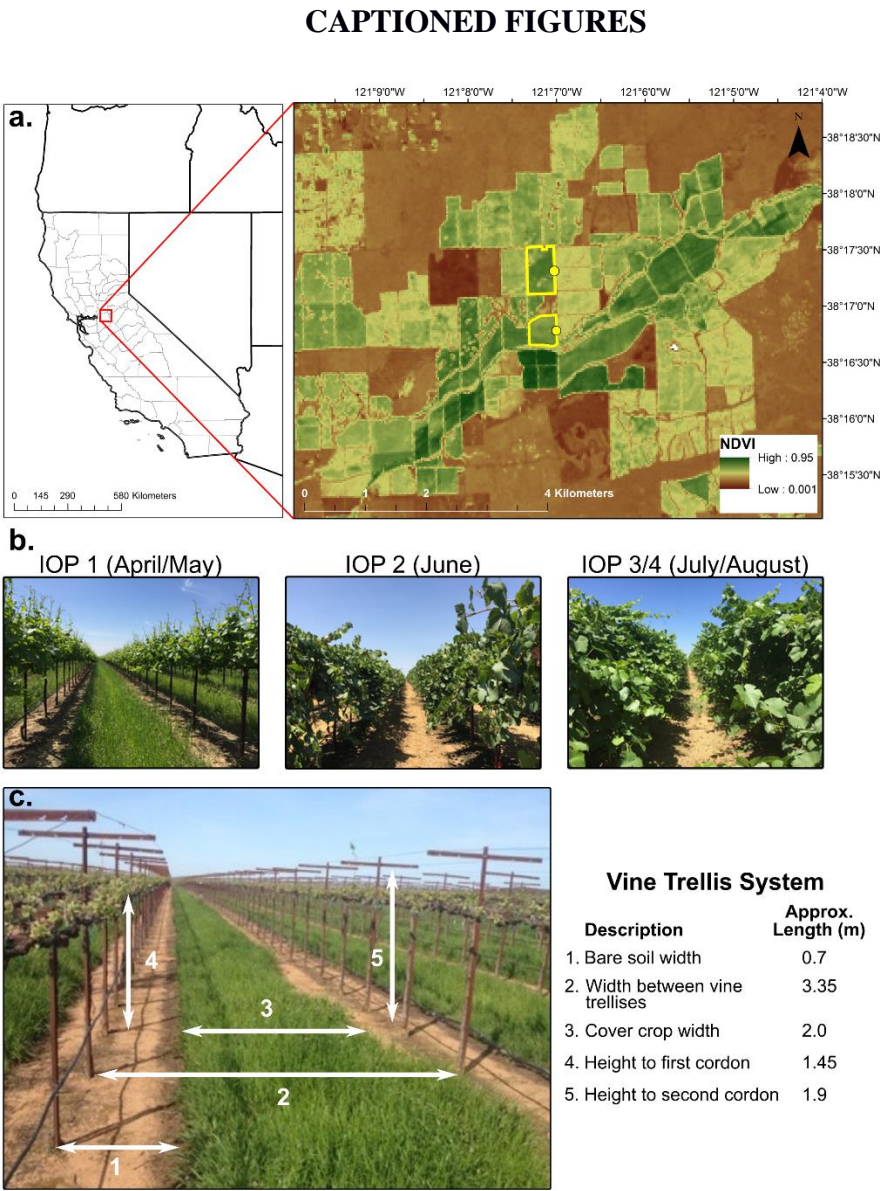 CAPTIONED FIGURES
121°9'0"W 121°8'0"W 121°7'0"W 121°6'0"W 121°5'0"W 121°4'0"W
a.
N
38°18'30"N
38°18'0"N
38°17'30"N
38°17'0"N
38°16'30"N
38°16'0"N
38°15'30"N
NDVI
High : 0.95
Low : 0.001
0 145 290 580 Kilometers
0 1 2 4 Kilometers
b.
IOP 1 (April/May) IOP 2 (June) IOP 3/4 (July/August)
c.
4
5
3
2
1
Vine Trellis System
Description Approx. Length (m)
1. Bare soil width 0.7
2. Width between vine trellises 3.35
3. Cover crop width 2.0
4. Height to first cordon 1.45
5. Height to second cordon 1.9